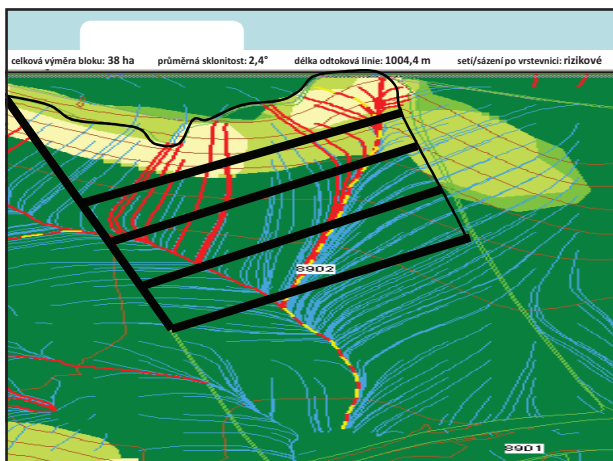 celková výměra bloku: 38 ha průměrná sklonitost: 2,4° délka odtoková linie: 1004,4 m setí/sázení po vrstevnici: rizikové
8902
8901